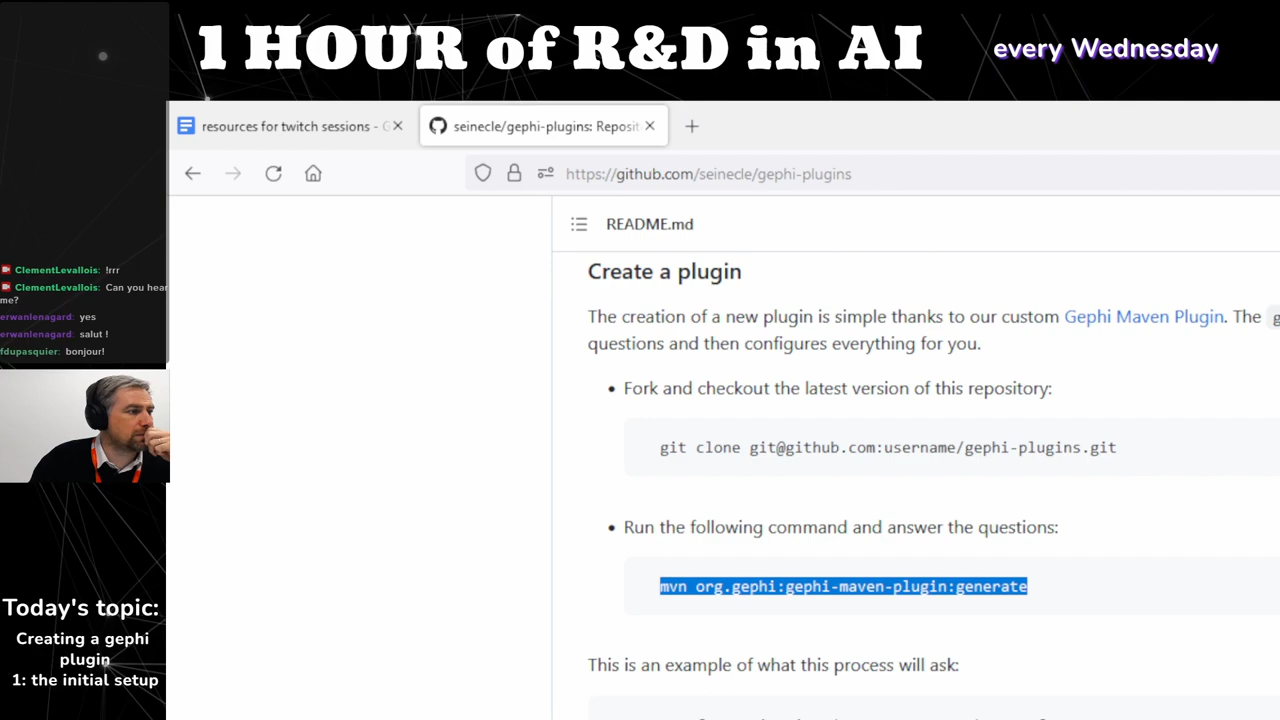 1 HOUR of R&D in AI
every Wednesday
resources for twitch sessions - G
seinecle/gephi-plugins: Reposit
https://github.com/seinecle/gephi-plugins
README.md
Create a plugin
The creation of a new plugin is simple thanks to our custom Gephi Maven Plugin. The g
questions and then configures everything for you.
• Fork and checkout the latest version of this repository:
git clone git@github.com:username/gephi-plugins.git
• Run the following command and answer the questions:
mvn org.gephi:gephi-maven-plugin:generate
This is an example of what this process will ask:
ClementLevallois: !rrr
ClementLevallois: Can you hear
me?
erwanlenagard: yes
erwanlenagard: salut !
fdupasquier: bonjour!
Today's topic:
Creating a gephi
plugin
1: the initial setup